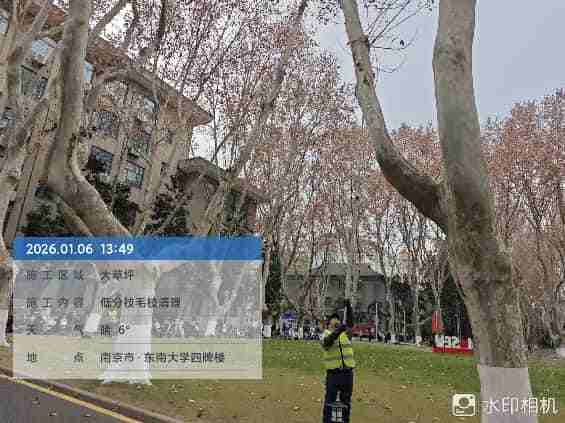 2026.01.06 13:49
施工区域 大草坪
施工内容 低分枝毛枝清理
天气 晴 6°
地点 南京市·东南大学四牌楼
水印相机